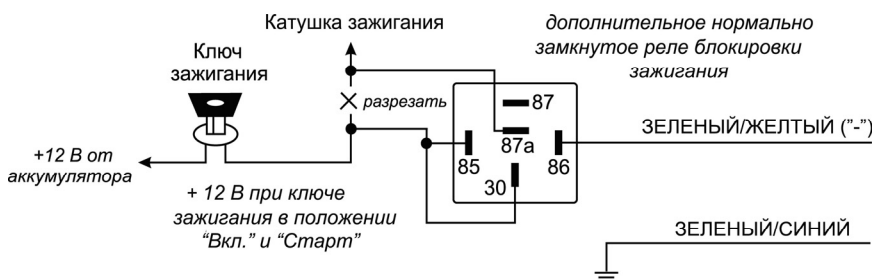 Катушка зажигания
дополнительное нормально
замкнутое реле блокировки
зажигания
Ключ
зажигания
разрезать
87
87a
85
86
30
ЗЕЛЕНЫЙ/ЖЕЛТЫЙ ("-")
+12 В от
аккумулятора
+ 12 В при ключе
зажигания в положении
“Вкл.” и “Старт”
ЗЕЛЕНЫЙ/СИНИЙ